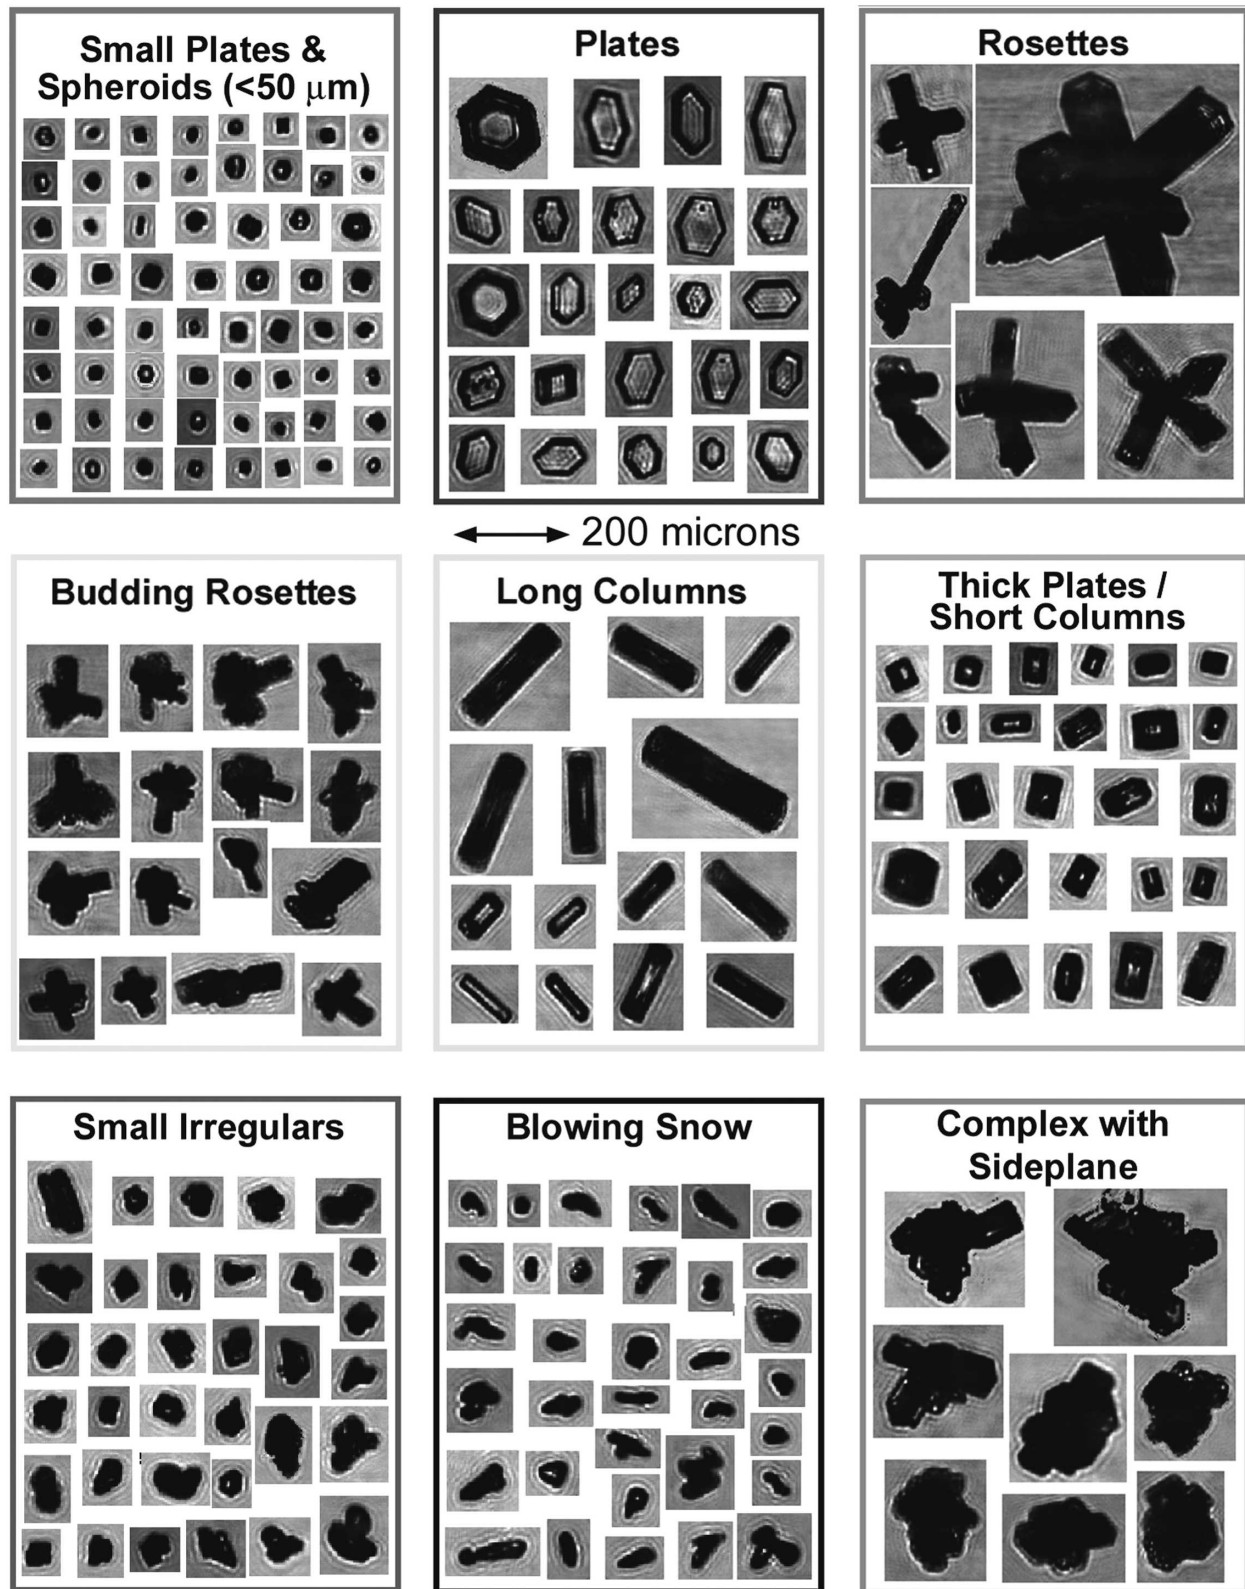 Small Plates &
Spheroids (<50 μm)
Plates
Rosettes
200 microns
Budding Rosettes
Long Columns
Thick Plates /
Short Columns
Small Irregulars
Blowing Snow
Complex with
Sideplane